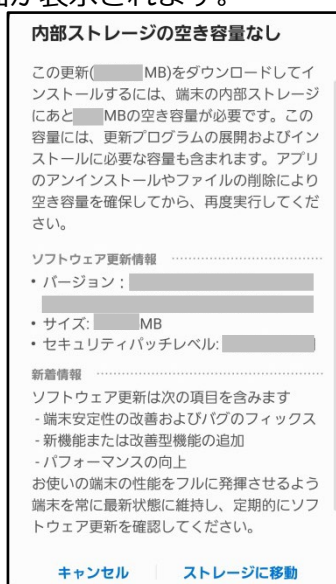 が表示されます。
内部ストレージの空き容量なし
この更新( MB)をダウンロードしてイ
ンストールするには、端末の内部ストレージ
にあと MBの空き容量が必要です。この
容量には、更新プログラムの展開およびイン
ストールに必要な容量も含まれます。アプリ
のアンインストールやファイルの削除により
空き容量を確保してから、再度実行してくだ
さい。
ソフトウェア更新情報
・バージョン :
・サイズ: MB
・セキュリティパッチレベル:
新着情報
ソフトウェア更新は次の項目を含みます
- 端末安定性の改善およびバグのフィックス
- 新機能または改善型機能の追加
- パフォーマンスの向上
お使いの端末の性能をフルに発揮させるよう
端末を常に最新状態に維持し、定期的にソフ
トウェア更新を確認してください。
キャンセル ストレージに移動